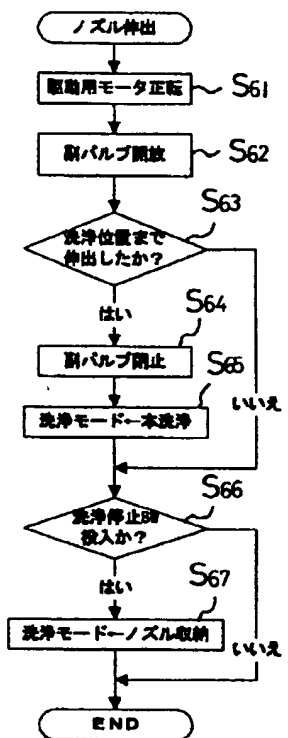 ノズル伸出
駆動用モータ正転
S61
副バルブ開放
S62
S63
洗浄位置まで
伸出したか?
はい
S64
副バルブ閉止
S65
洗浄モード←本洗浄
いいえ
S66
洗浄停止SW
投入か?
はい
S67
洗浄モード←ノズル収納
いいえ
END